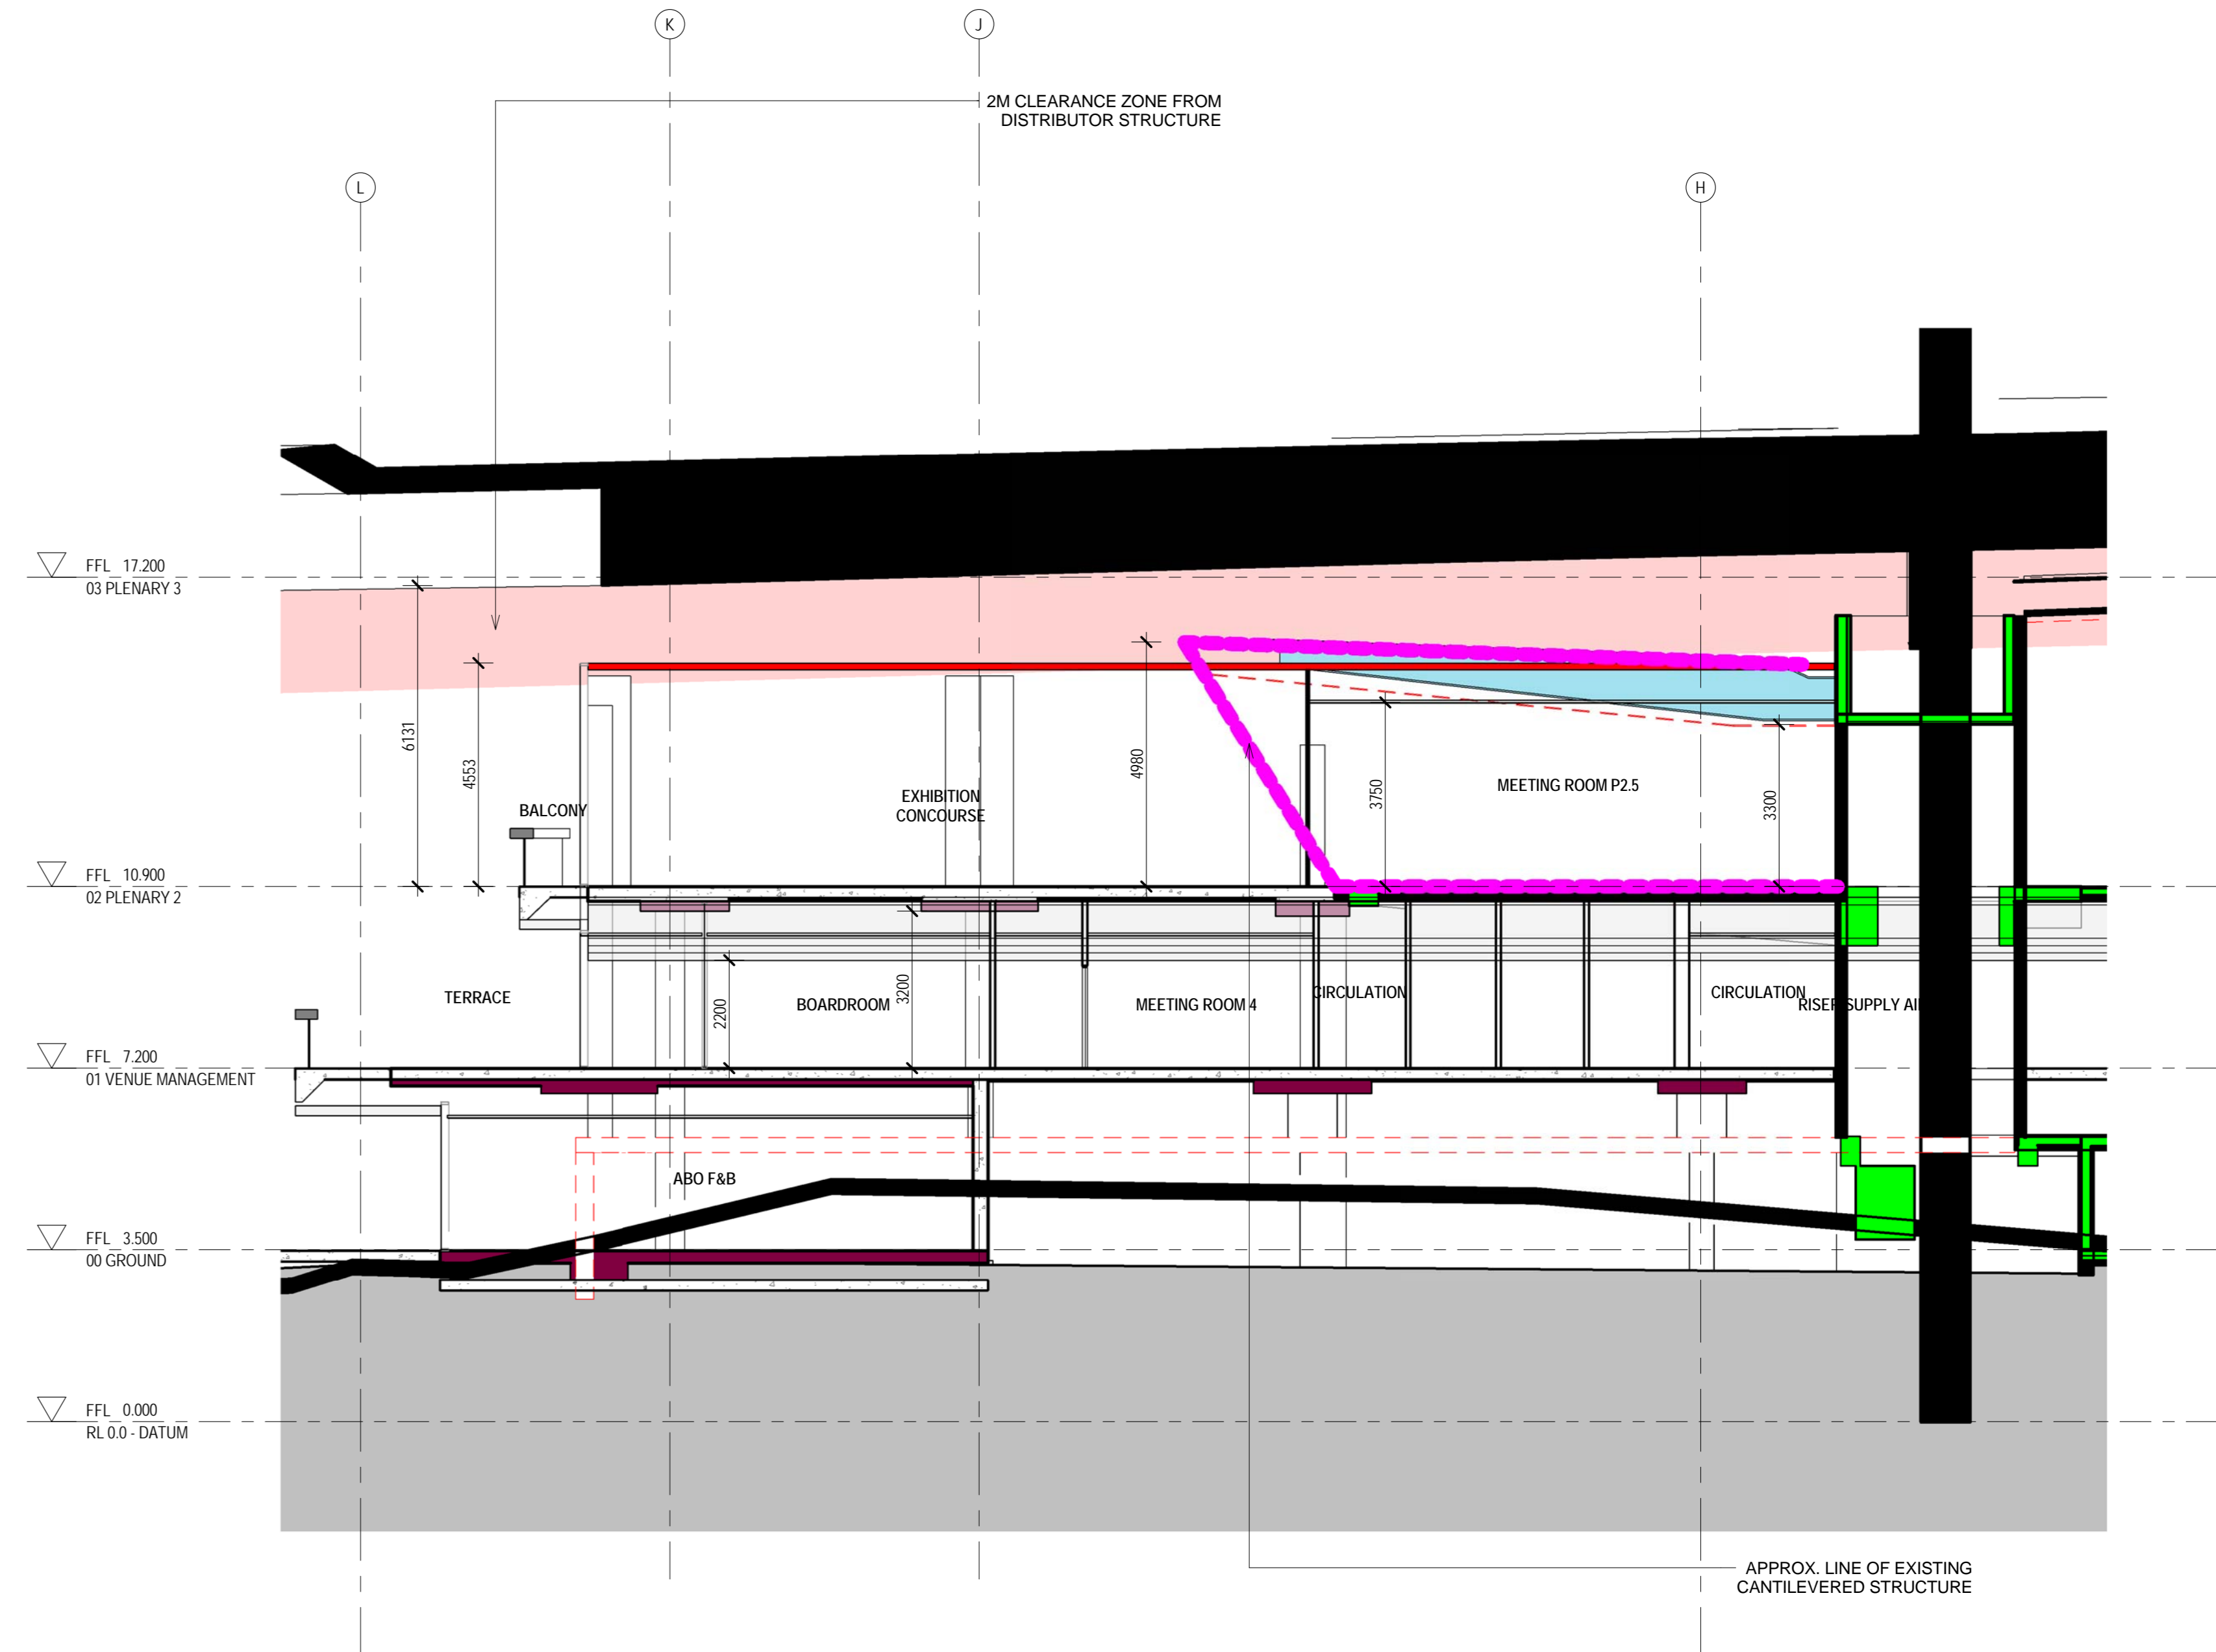 K
J
2M CLEARANCE ZONE FROM
DISTRIBUTOR STRUCTURE
L
H
FFL 17.200
03 PLENARY 3
6131
4553
4980
3750
3300
MEETING ROOM P2.5
EXHIBITION
CONCOURSE
BALCONY
FFL 10.900
02 PLENARY 2
TERRACE
2200
BOARDROOM
3200
MEETING ROOM 4
CIRCULATION
CIRCULATION
RISER SUPPLY AI
FFL 7.200
01 VENUE MANAGEMENT
ABO F&B
FFL 3.500
00 GROUND
FFL 0.000
RL 0.0 - DATUM
APPROX. LINE OF EXISTING
CANTILEVERED STRUCTURE